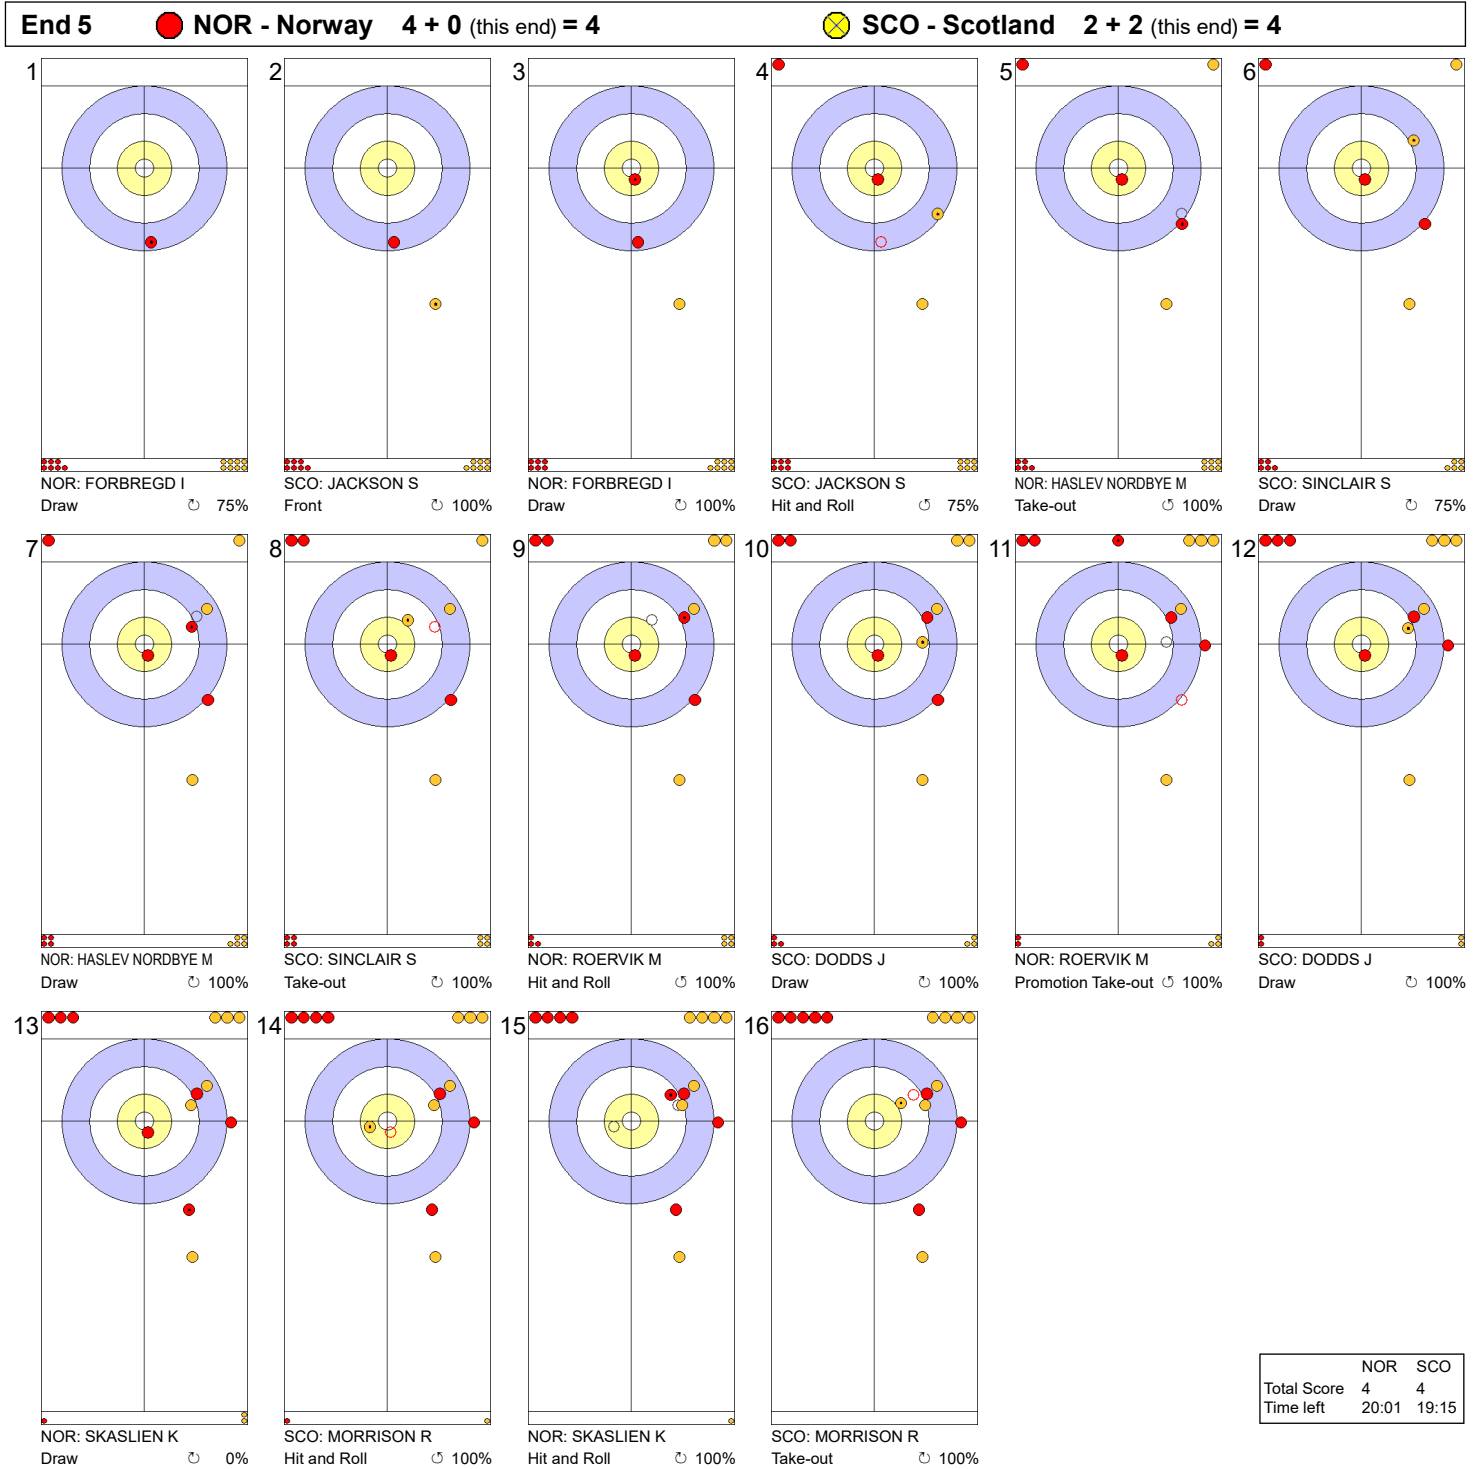 End 5 NOR - Norway 4 + 0 (this end) = 4 SCO - Scotland 2 + 2 (this end) = 4
1 2 3 4 5 6
NOR: FORBREGD I SCO: JACKSON S NOR: FORBREGD I SCO: JACKSON S NOR: HASLEV NORDBYE M SCO: SINCLAIR S
Draw ↻ 75% Front ↻ 100% Draw ↻ 100% Hit and Roll ↺ 75% Take-out ↺ 100% Draw ↻ 75%
7 8 9 10 11 12
NOR: HASLEV NORDBYE M SCO: SINCLAIR S NOR: ROERVIK M SCO: DODDS J NOR: ROERVIK M SCO: DODDS J
Draw ↻ 100% Take-out ↻ 100% Hit and Roll ↺ 100% Draw ↻ 100% Promotion Take-out ↺ 100% Draw ↻ 100%
13 14 15 16
NOR: SKASLIEN K SCO: MORRISON R NOR: SKASLIEN K SCO: MORRISON R
Draw ↻ 0% Hit and Roll ↻ 100% Hit and Roll ↻ 100% Take-out ↻ 100%
NOR SCO
Total Score 4 4
Time left 20:01 19:15